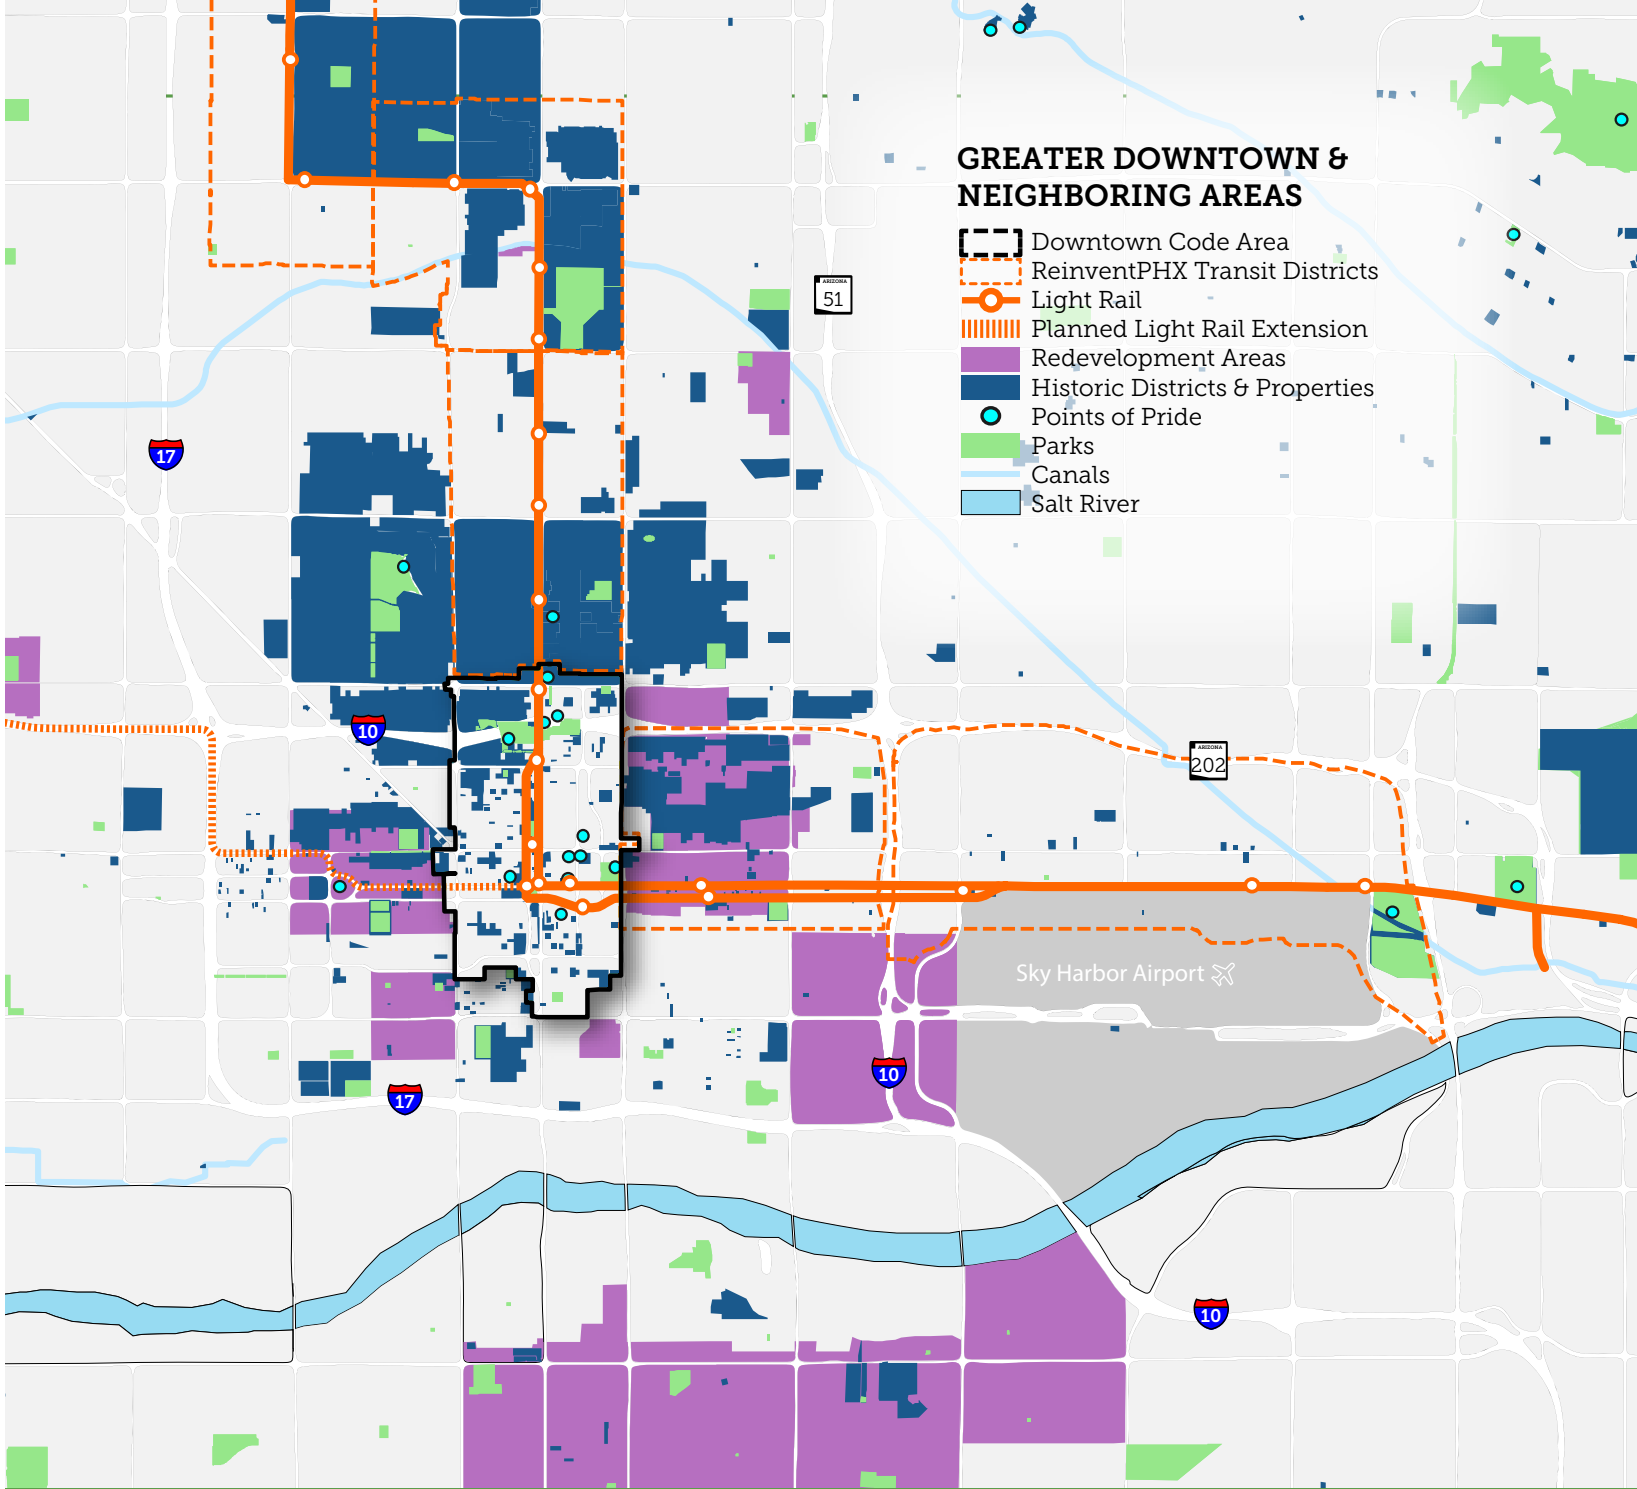 GREATER DOWNTOWN &
NEIGHBORING AREAS
Downtown Code Area
ReinventPHX Transit Districts
Light Rail
Planned Light Rail Extension
Redevelopment Areas
Historic Districts & Properties
Points of Pride
Parks
Canals
Salt River
ARIZONA
51
17
10
ARIZONA
202
Sky Harbor Airport
10
17
10